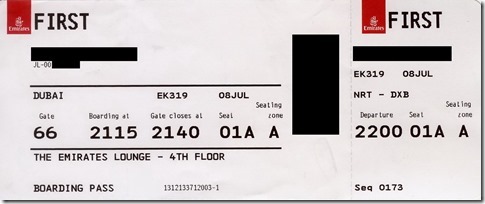 Emirates FIRST
JL-00
DUBAI EK319 08JUL
Gate Boarding at Gate closes at Seat Seating zone
66 2115 2140 01A A
THE EMIRATES LOUNGE - 4TH FLOOR
BOARDING PASS 1312133712003-1
Emirates FIRST
EK319 08JUL
NRT - DXB
Departure Seat Seating zone
2200 01A A
Seq 0173